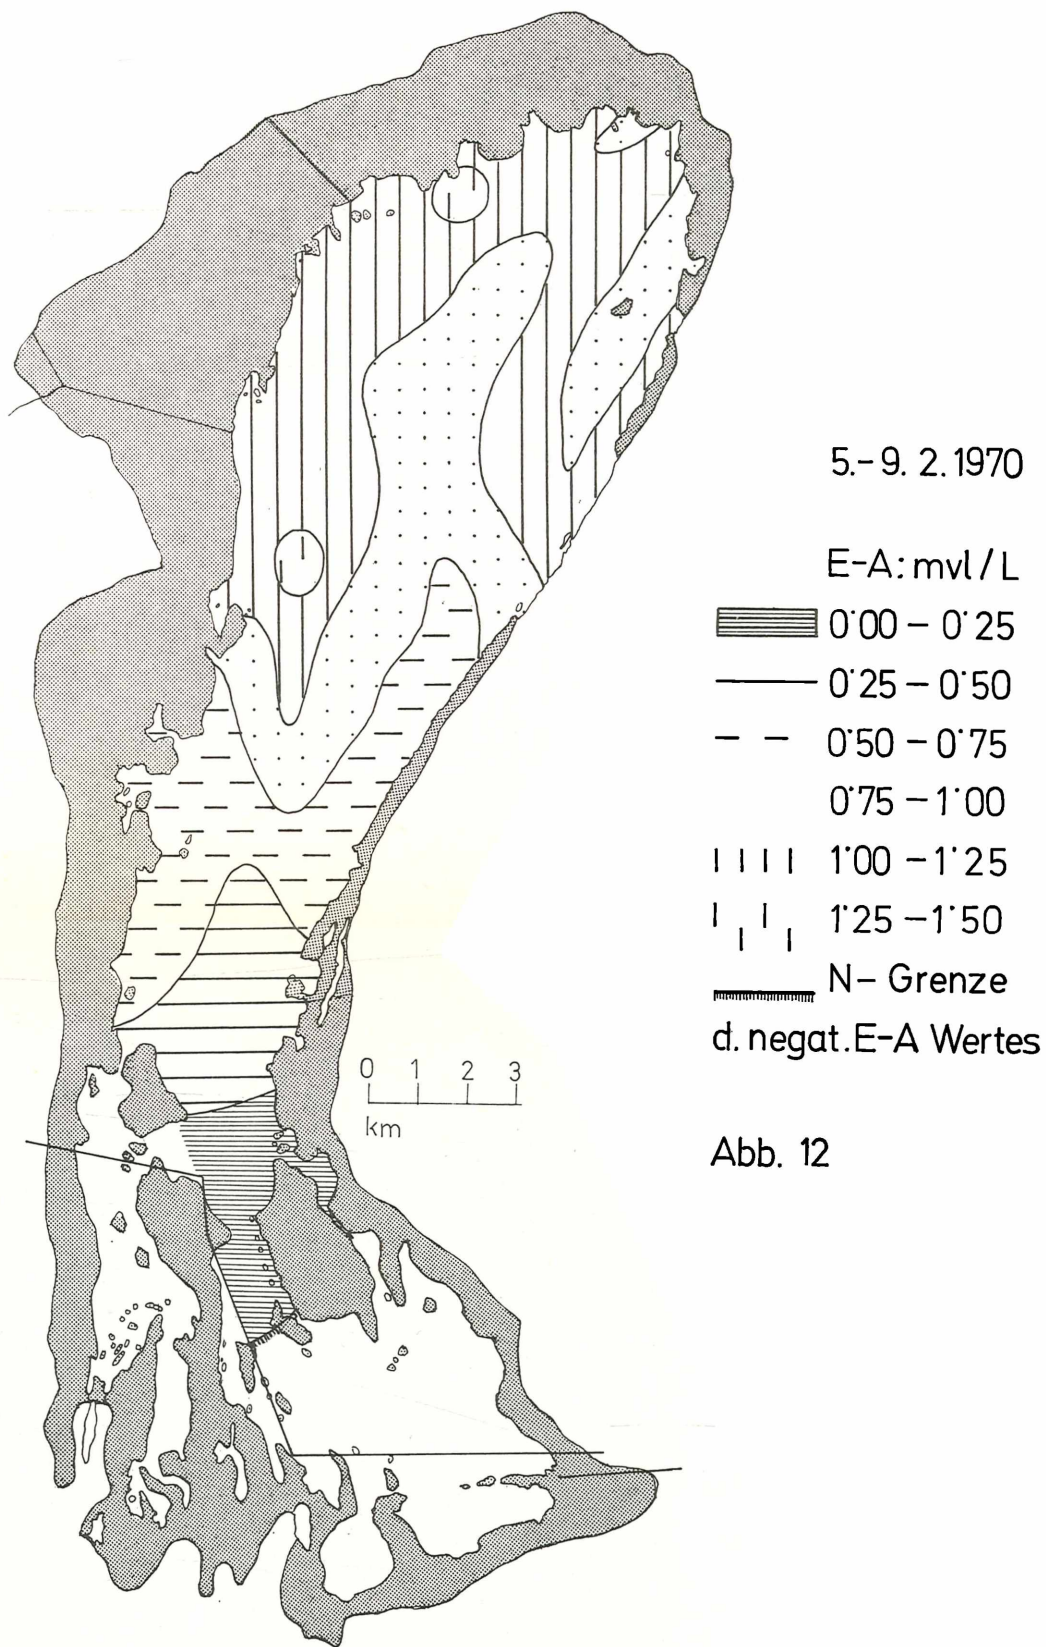 5.-9. 2. 1970
E-A: mvl/L
0˙00 - 0˙25
0˙25 - 0˙50
0˙50 - 0˙75
0˙75 - 1˙00
1˙00 - 1˙25
1˙25 - 1˙50
N- Grenze
d. negat. E-A Wertes
0 1 2 3
km
Abb. 12